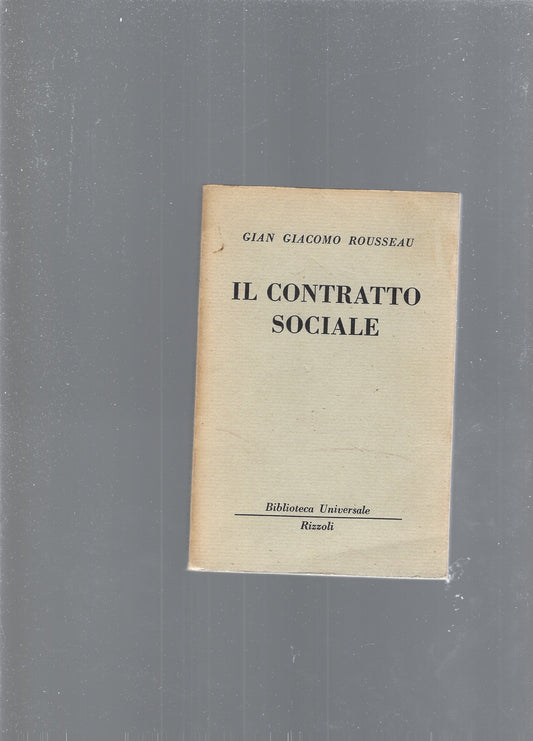 GIAN GIACOMO ROUSSEAU
IL CONTRATTO
SOCIALE
Biblioteca Universale
Rizzoli